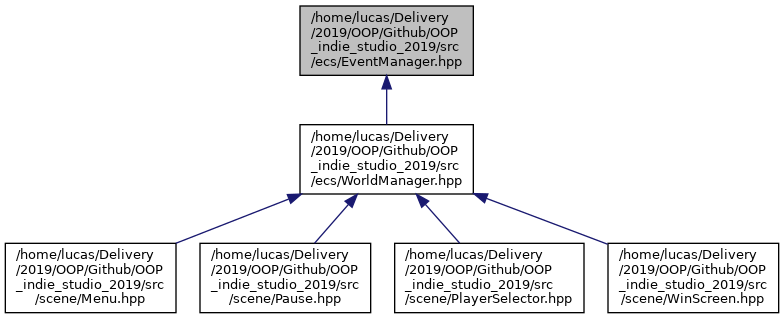 /home/lucas/Delivery
/2019/OOP/Github/OOP
_indie_studio_2019/src
/ecs/EventManager.hpp
/home/lucas/Delivery
/2019/OOP/Github/OOP
_indie_studio_2019/src
/ecs/WorldManager.hpp
/home/lucas/Delivery
/2019/OOP/Github/OOP
_indie_studio_2019/src
/scene/Menu.hpp
/home/lucas/Delivery
/2019/OOP/Github/OOP
_indie_studio_2019/src
/scene/Pause.hpp
/home/lucas/Delivery
/2019/OOP/Github/OOP
_indie_studio_2019/src
/scene/PlayerSelector.hpp
/home/lucas/Delivery
/2019/OOP/Github/OOP
_indie_studio_2019/src
/scene/WinScreen.hpp